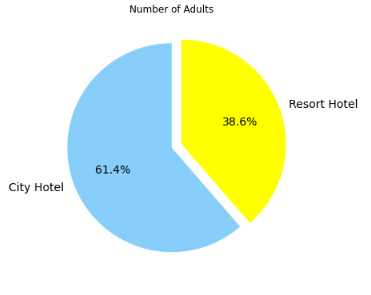 Number of Adults
Resort Hotel
38.6%
61.4%
City Hotel